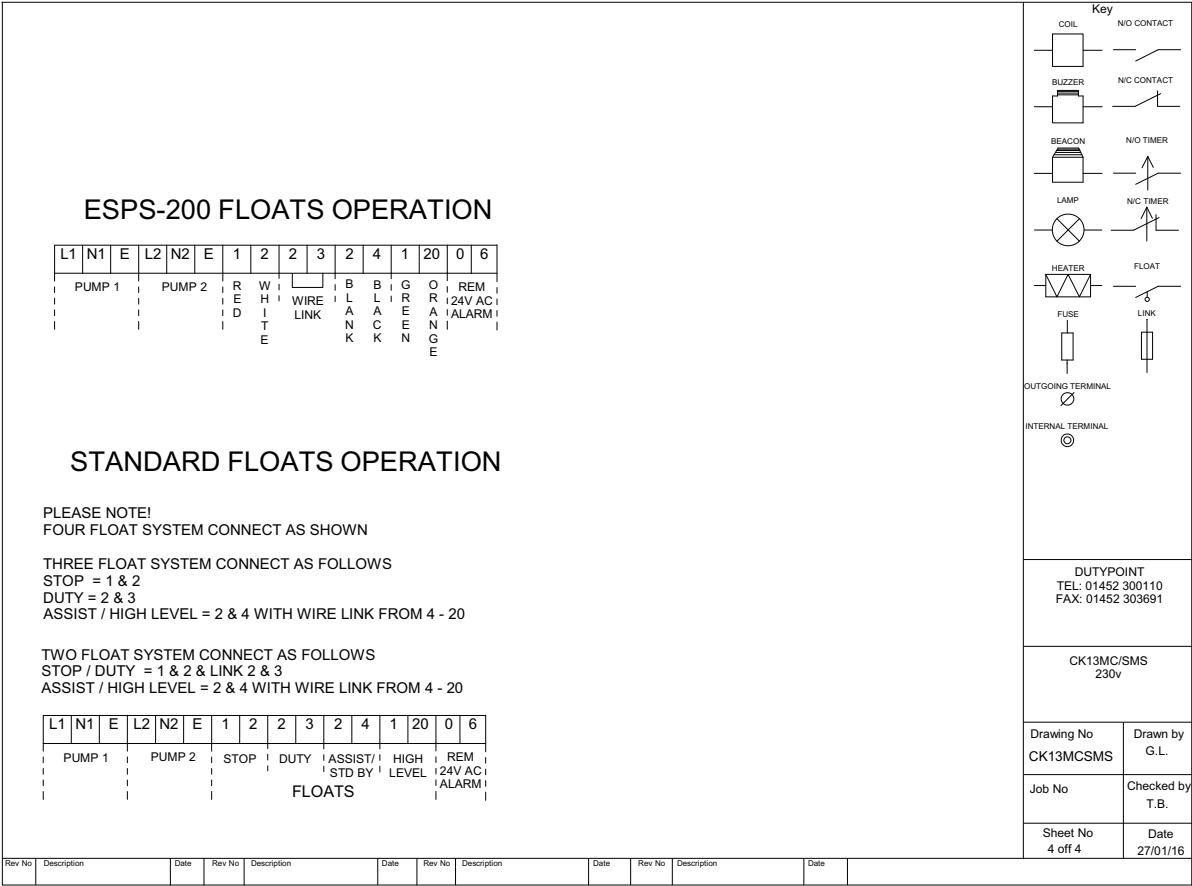 Key
COIL
N/O CONTACT
BUZZER
N/C CONTACT
BEACON
N/O TIMER
LAMP
N/C TIMER
HEATER
FLOAT
FUSE
LINK
OUTGOING TERMINAL
INTERNAL TERMINAL
ESPS-200 FLOATS OPERATION
L1 N1 E L2 N2 E 1 2 2 3 2 4 1 20 0 6
PUMP 1
PUMP 2
RED
WHITE
WIRE
LINK
BLANK
BLACK
GREEN
ORANGE
REM
24V AC
ALARM
STANDARD FLOATS OPERATION
PLEASE NOTE!
FOUR FLOAT SYSTEM CONNECT AS SHOWN
THREE FLOAT SYSTEM CONNECT AS FOLLOWS
STOP = 1 & 2
DUTY = 2 & 3
ASSIST / HIGH LEVEL = 2 & 4 WITH WIRE LINK FROM 4 - 20
TWO FLOAT SYSTEM CONNECT AS FOLLOWS
STOP / DUTY = 1 & 2 & LINK 2 & 3
ASSIST / HIGH LEVEL = 2 & 4 WITH WIRE LINK FROM 4 - 20
L1 N1 E L2 N2 E 1 2 2 3 2 4 1 20 0 6
PUMP 1
PUMP 2
STOP
DUTY
ASSIST/
STD BY
HIGH
LEVEL
REM
24V AC
ALARM
FLOATS
DUTYPOINT
TEL: 01452 300110
FAX: 01452 303691
CK13MC/SMS
230v
Drawing No
CK13MCSMS
Drawn by
G.L.
Job No
Checked by
T.B.
Sheet No
4 off 4
Date
27/01/16
Rev No Description Date Rev No Description Date Rev No Description Date Rev No Description Date